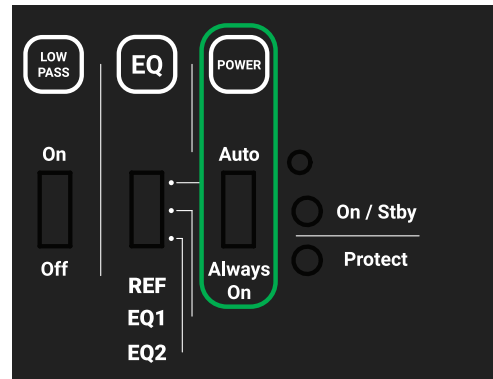 LOW
PASS
EQ
POWER
On
Off
REF
EQ1
EQ2
Auto
Always
On
On / Stby
Protect